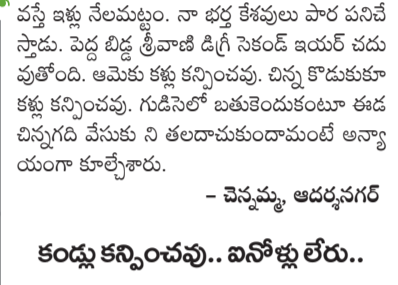 వస్తే ఇళ్లు నేలమట్టం. నా భర్త కేశవులు పార పనిచే
స్తాడు. పెద్ద బిడ్డ శ్రీవాణి డిగ్రీ సెకండ్ ఇయర్ చదు
వుతోంది. ఆమెకు కళ్లు కన్పించవు. చిన్న కొడుకుకూ
కళ్లు కన్పించవు. గుడిసెలో బతుకెందుకంటూ ఈడ
చిన్నగది వేసుకు ని తలదాచుకుందామంటే అన్యా
యంగా కూల్చేశారు.
– చెన్నమ్మ, ఆదర్శనగర్
కండ్లు కన్పించవు.. ఐనోళ్లు లేరు..